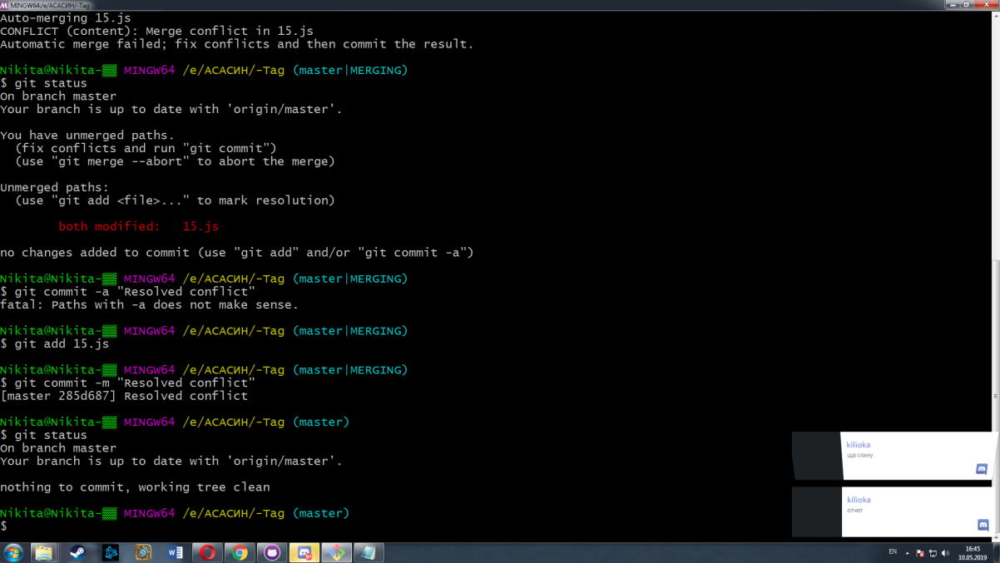 MINGW64:/e/АСАСИН/-Tag
Auto-merging 15.js
CONFLICT (content): Merge conflict in 15.js
Automatic merge failed; fix conflicts and then commit the result.
Nikita@Nikita-▒▒ MINGW64 /e/АСАСИН/-Tag (master|MERGING)
$ git status
On branch master
Your branch is up to date with 'origin/master'.
You have unmerged paths.
(fix conflicts and run "git commit")
(use "git merge --abort" to abort the merge)
Unmerged paths:
(use "git add <file>..." to mark resolution)
both modified: 15.js
no changes added to commit (use "git add" and/or "git commit -a")
Nikita@Nikita-▒▒ MINGW64 /e/АСАСИН/-Tag (master|MERGING)
$ git commit -a "Resolved conflict"
fatal: Paths with -a does not make sense.
Nikita@Nikita-▒▒ MINGW64 /e/АСАСИН/-Tag (master|MERGING)
$ git add 15.js
Nikita@Nikita-▒▒ MINGW64 /e/АСАСИН/-Tag (master|MERGING)
$ git commit -m "Resolved conflict"
[master 285d687] Resolved conflict
Nikita@Nikita-▒▒ MINGW64 /e/АСАСИН/-Tag (master)
$ git status
On branch master
Your branch is up to date with 'origin/master'.
nothing to commit, working tree clean
Nikita@Nikita-▒▒ MINGW64 /e/АСАСИН/-Tag (master)
$
kilioka
ща скину
kilioka
отчет
EN
16:45
10.05.2019